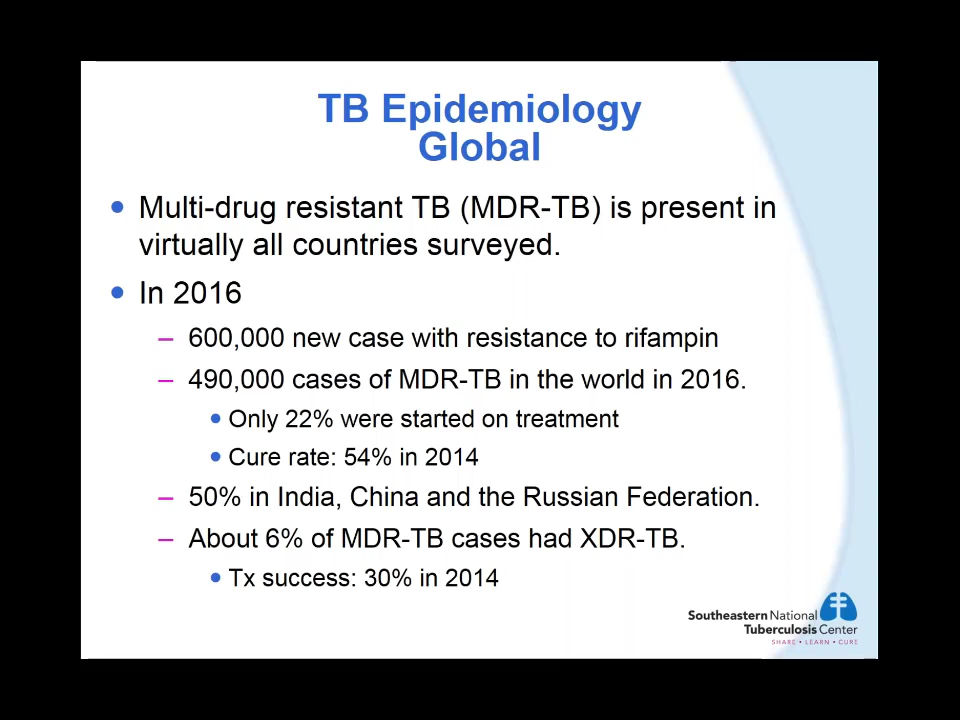 TB Epidemiology
Global
• Multi-drug resistant TB (MDR-TB) is present in
virtually all countries surveyed.
• In 2016
– 600,000 new case with resistance to rifampin
– 490,000 cases of MDR-TB in the world in 2016.
• Only 22% were started on treatment
• Cure rate: 54% in 2014
– 50% in India, China and the Russian Federation.
– About 6% of MDR-TB cases had XDR-TB.
• Tx success: 30% in 2014
Southeastern National
Tuberculosis Center
SHARE • LEARN • CURE